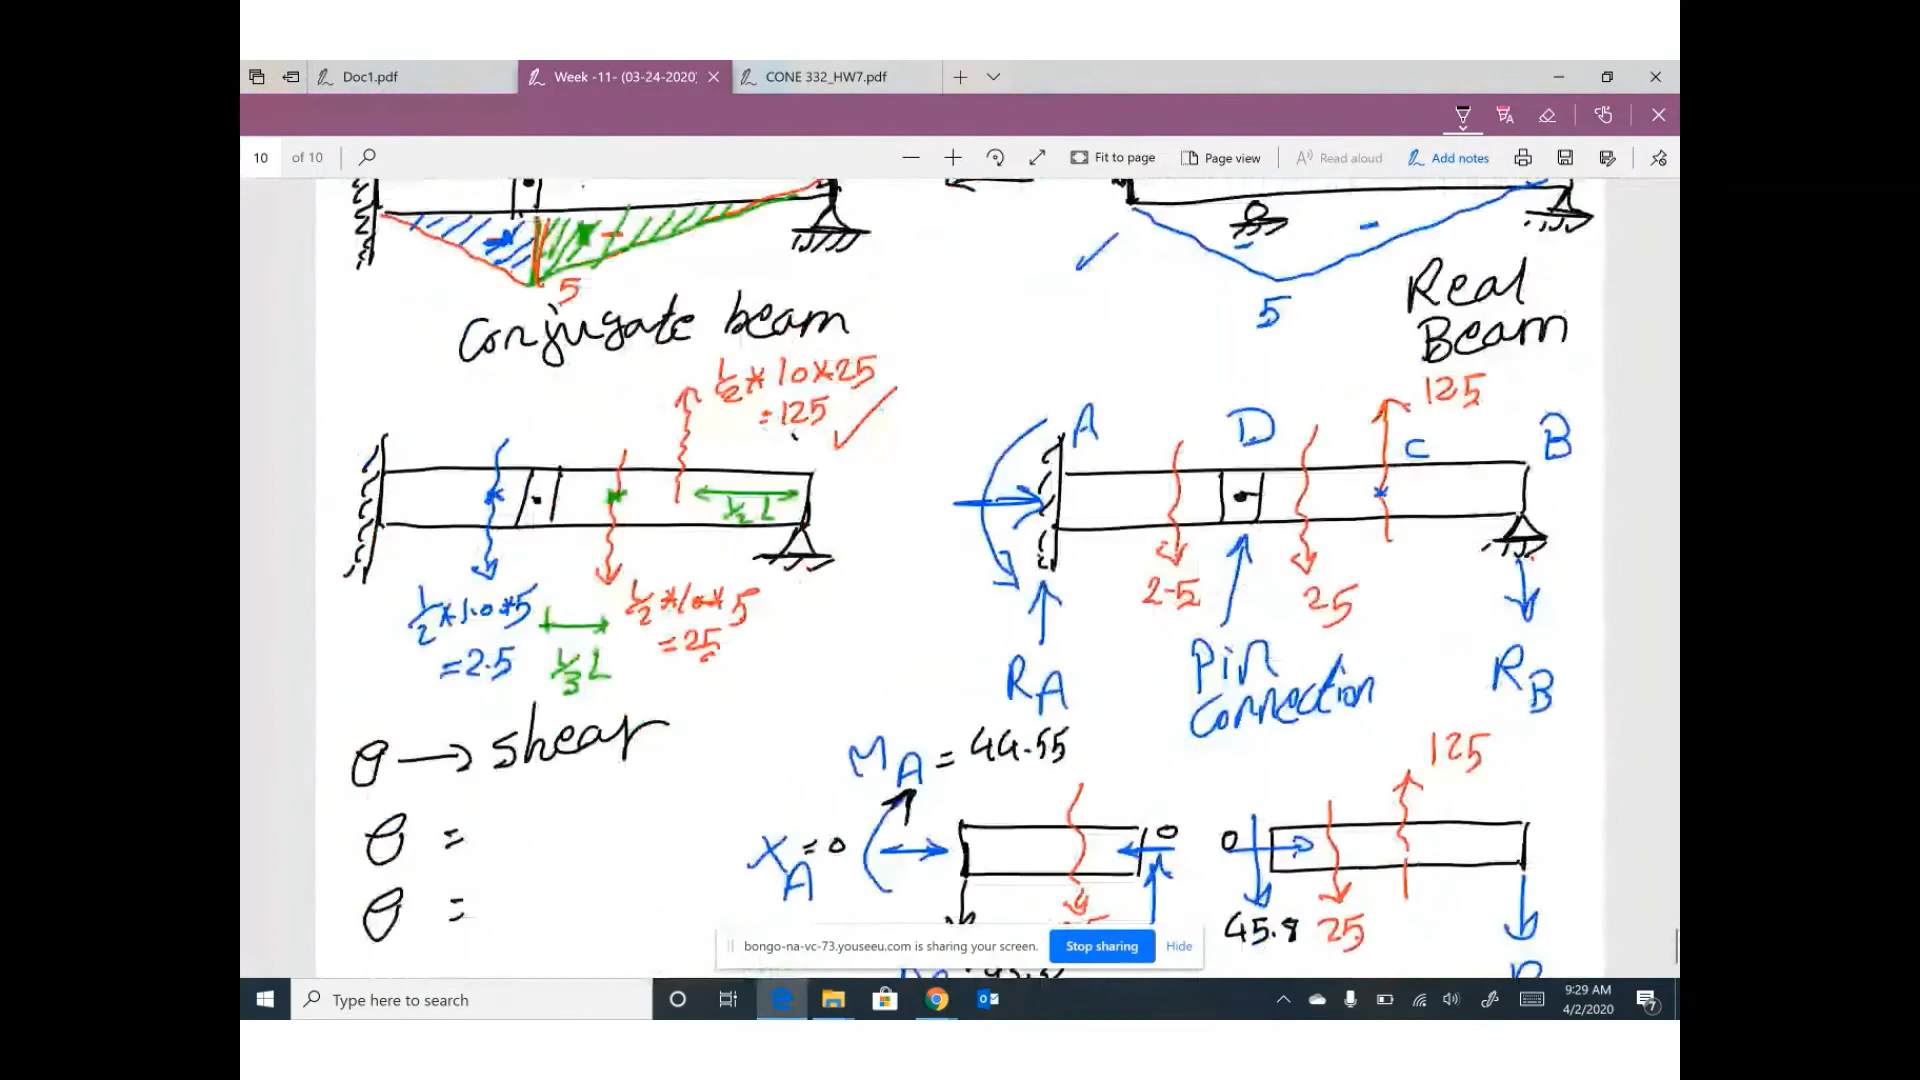 Doc1.pdf
Week -11- (03-24-2020)
CONE 332_HW7.pdf
10 of 10
Fit to page
Page view
Read aloud
Add notes
5
Conjugate beam
5
Real
Beam
1/2 * 10 * 25
= 125
1/2 L
1/2 * 1.0 * 5
= 2.5
1/3 L
1/2 * 10 * 5
= 25
125
A
D
C
B
2.5
25
RA
Pin
Connection
RB
θ → shear
θ =
θ =
MA = 44.55
XA = 0
0
0
125
45.8
25
bongo-na-vc-73.youseeu.com is sharing your screen.
Stop sharing
Hide
Type here to search
9:29 AM
4/2/2020
7